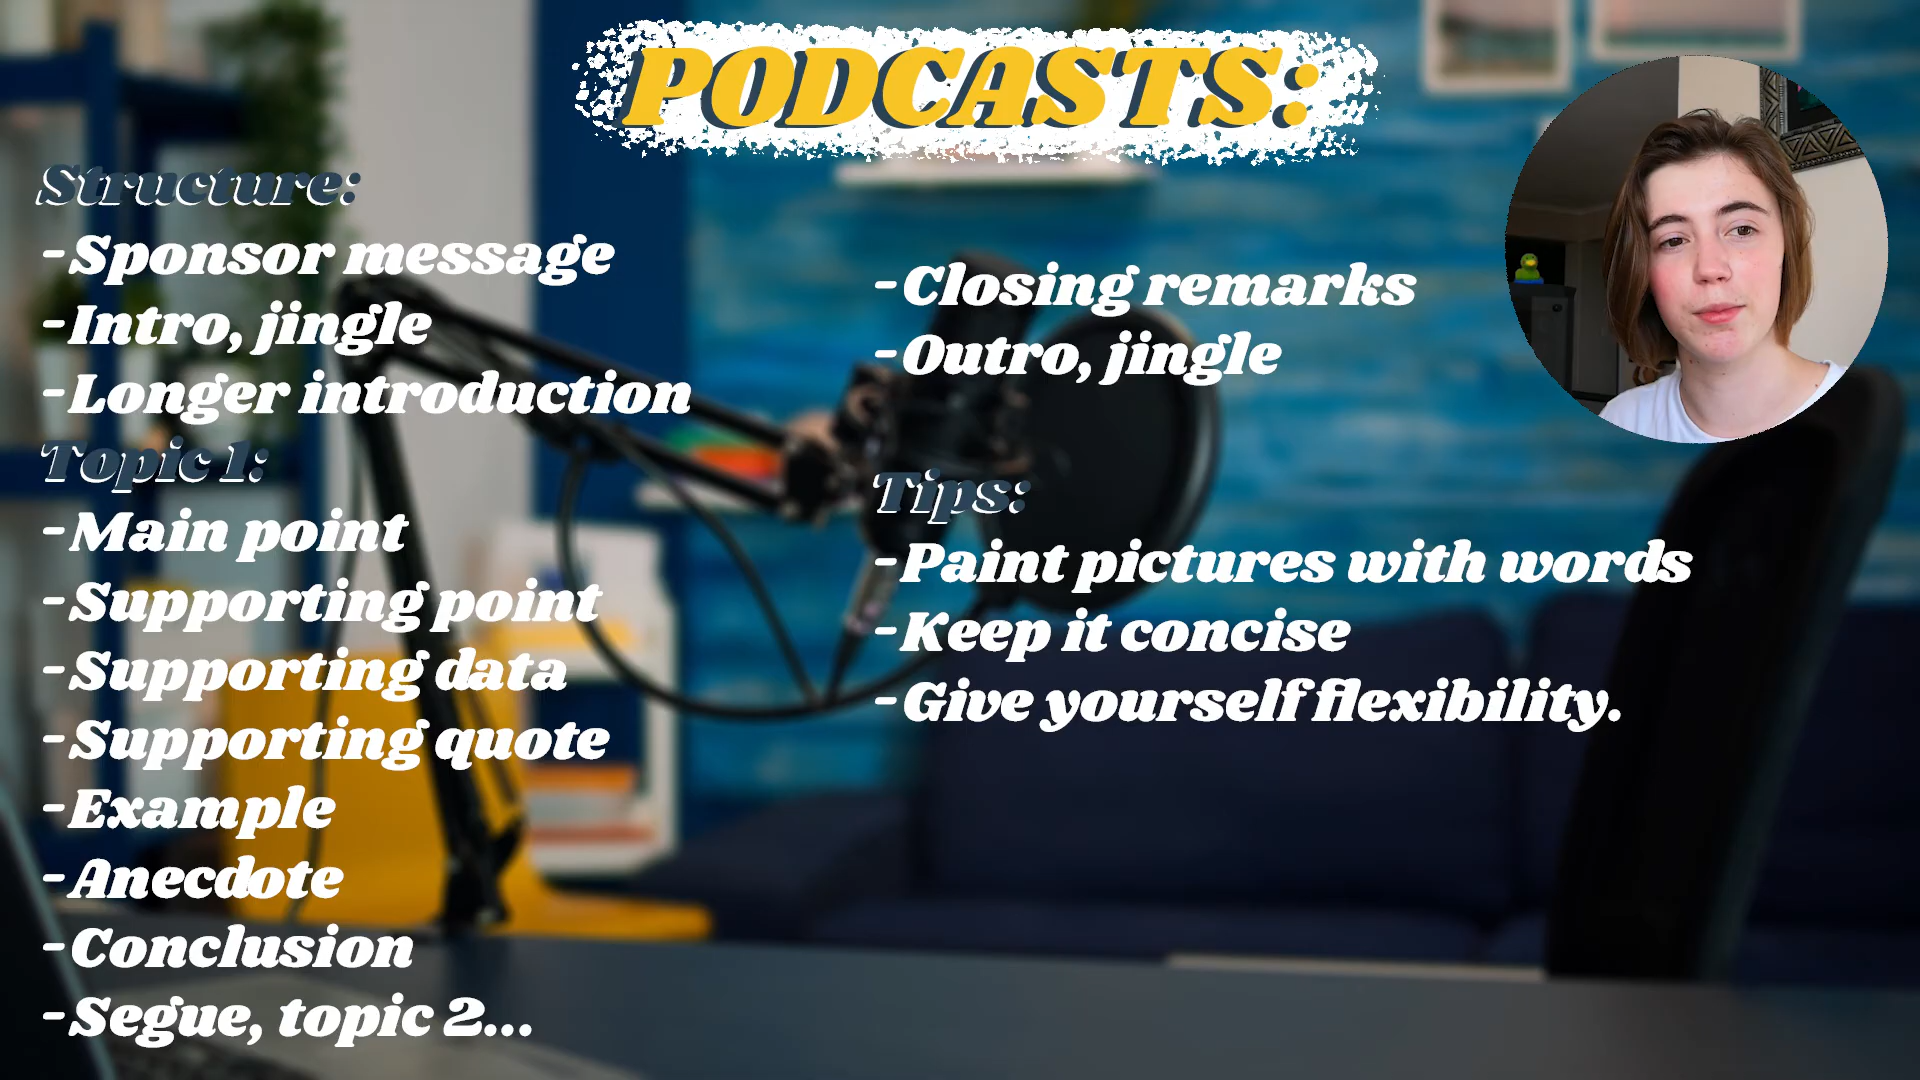 PODCASTS:
Structure:
-Sponsor message
-Intro, jingle
-Longer introduction
Topic 1:
-Main point
-Supporting point
-Supporting data
-Supporting quote
-Example
-Anecdote
-Conclusion
-Segue, topic 2...
-Closing remarks
-Outro, jingle
Tips:
-Paint pictures with words
-Keep it concise
-Give yourself flexibility.